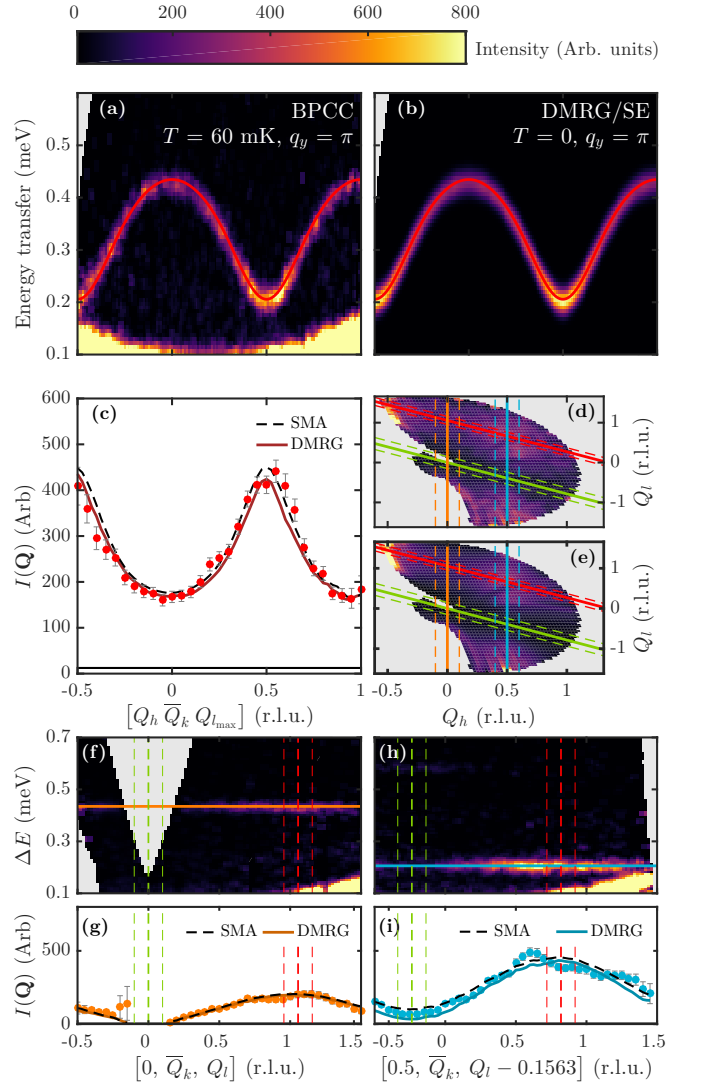 0 200 400 600 800
Intensity (Arb. units)
(a) BPCC
T = 60 mK, q_y = π
(b) DMRG/SE
T = 0, q_y = π
Energy transfer (meV)
0.5
0.4
0.3
0.2
0.1
(c)
SMA
DMRG
I(Q) (Arb)
600
500
400
300
200
100
0
-0.5 0 0.5 1
[Q_h Q̅_k Q_{l_max}] (r.l.u.)
(d)
1
0
-1
Q_l (r.l.u.)
(e)
1
0
-1
Q_l (r.l.u.)
-0.5 0 0.5 1
Q_h (r.l.u.)
(f)
ΔE (meV)
0.7
0.5
0.3
0.1
(h)
(g)
SMA DMRG
I(Q) (Arb)
500
0
-0.5 0 0.5 1 1.5
[0, Q̅_k, Q_l] (r.l.u.)
(i)
SMA DMRG
-0.5 0 0.5 1 1.5
[0.5, Q̅_k, Q_l − 0.1563] (r.l.u.)